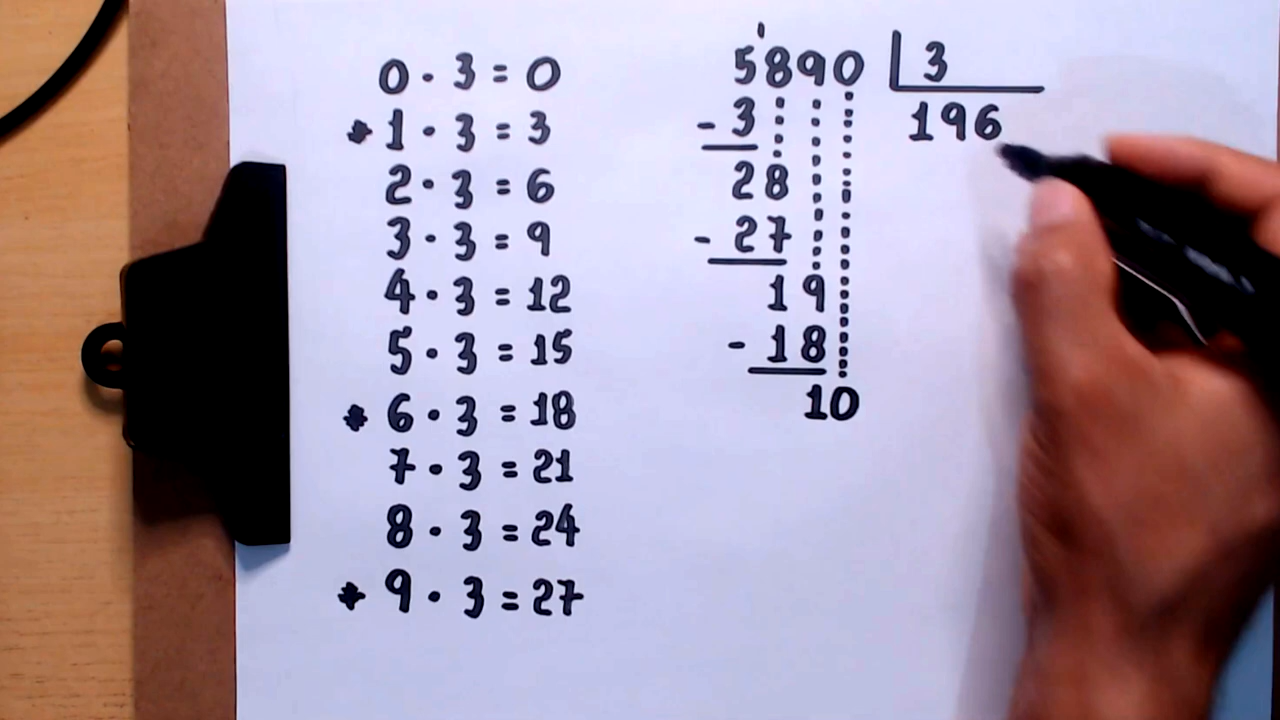 0 · 3 = 0
* 1 · 3 = 3
2 · 3 = 6
3 · 3 = 9
4 · 3 = 12
5 · 3 = 15
* 6 · 3 = 18
7 · 3 = 21
8 · 3 = 24
* 9 · 3 = 27
5'890 | 3
- 3
196
28
- 27
19
- 18
10